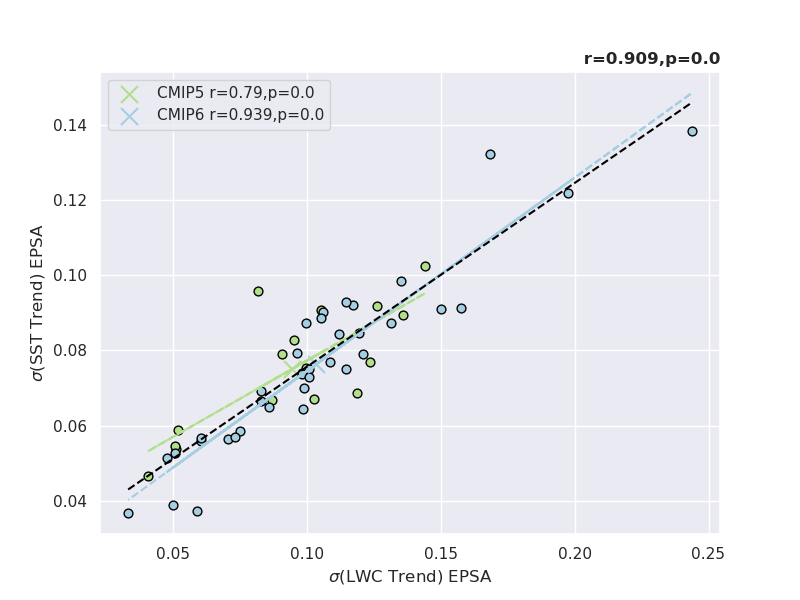 r=0.909,p=0.0
CMIP5 r=0.79,p=0.0
CMIP6 r=0.939,p=0.0
0.14
0.12
0.10
0.08
0.06
0.04
σ(SST Trend) EPSA
0.05 0.10 0.15 0.20 0.25
σ(LWC Trend) EPSA